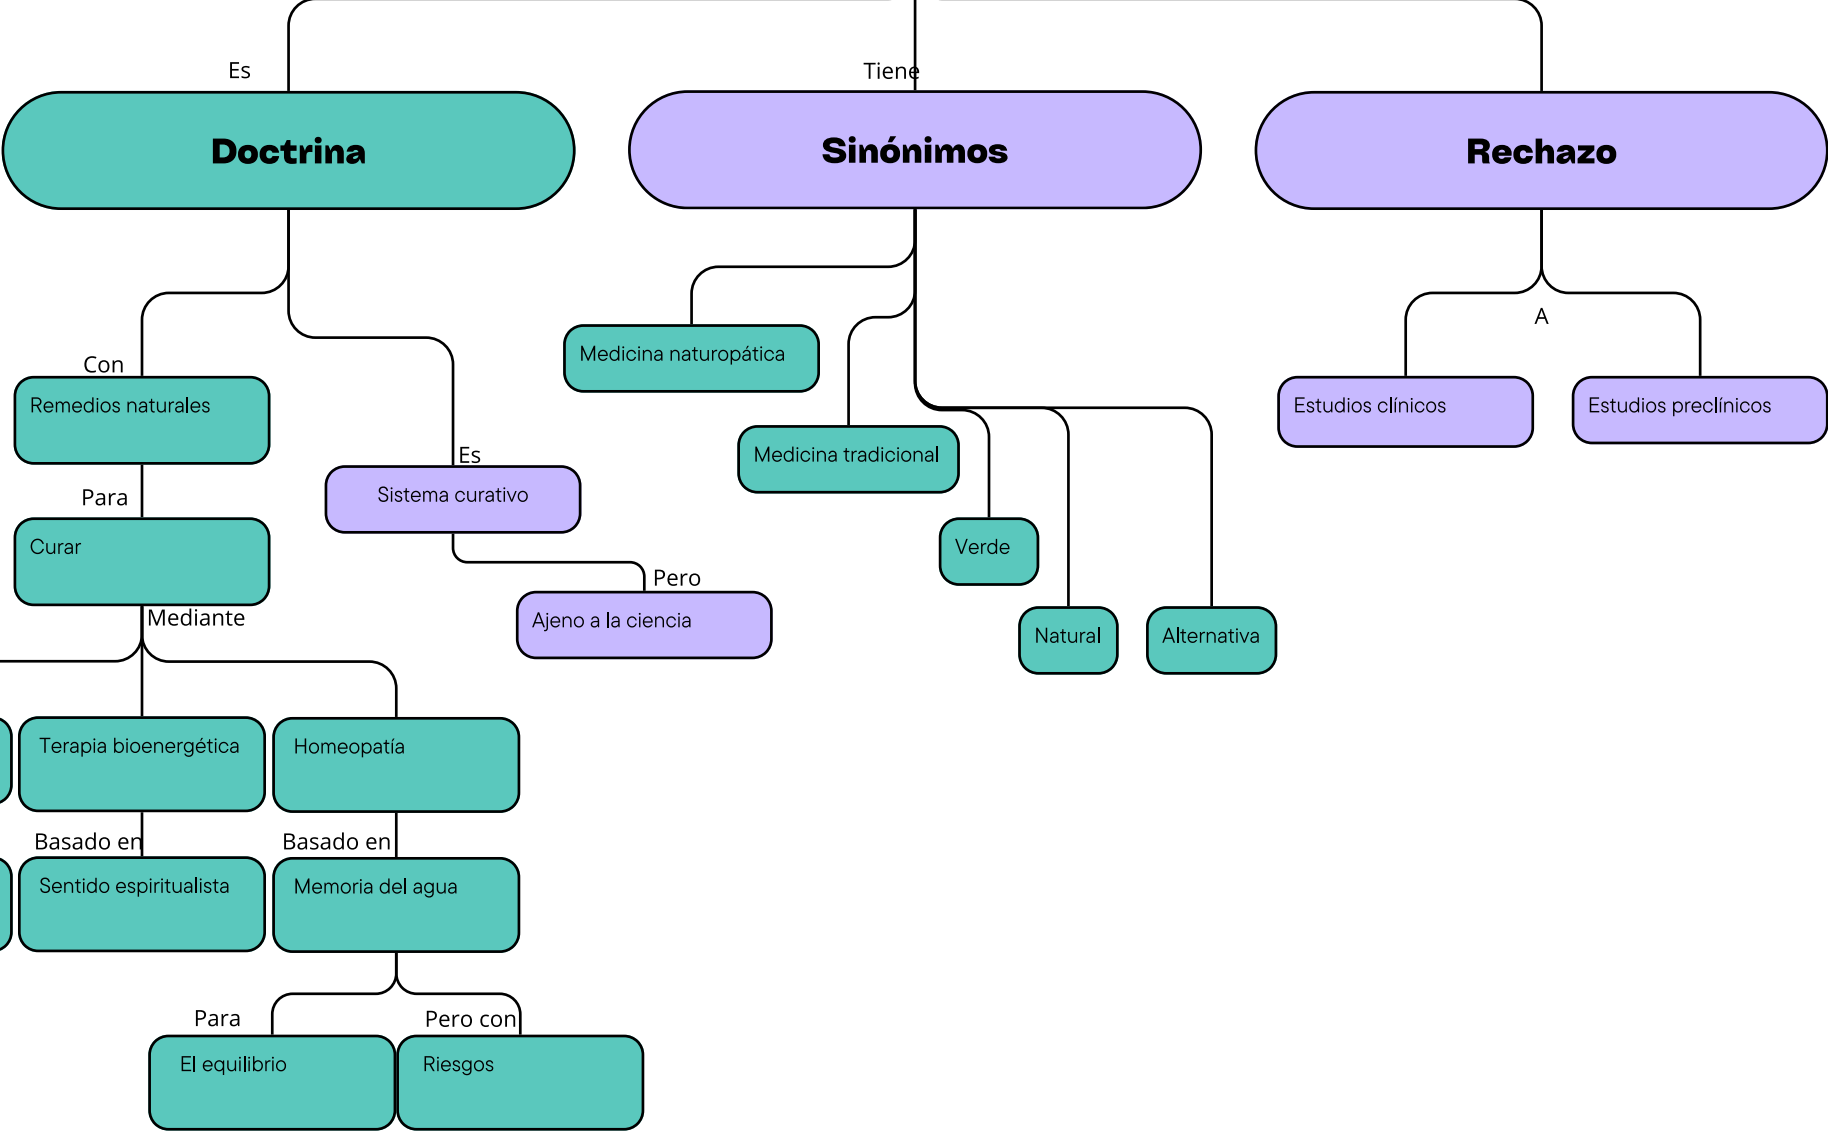 Es
Tiene
Doctrina
Sinónimos
Rechazo
A
Medicina naturopática
Con
Remedios naturales
Estudios clínicos
Estudios preclínicos
Es
Medicina tradicional
Para
Sistema curativo
Curar
Verde
Pero
Mediante
Ajeno a la ciencia
Natural
Alternativa
Terapia bioenergética
Homeopatía
Basado en
Basado en
Sentido espiritualista
Memoria del agua
Para
Pero con
El equilibrio
Riesgos